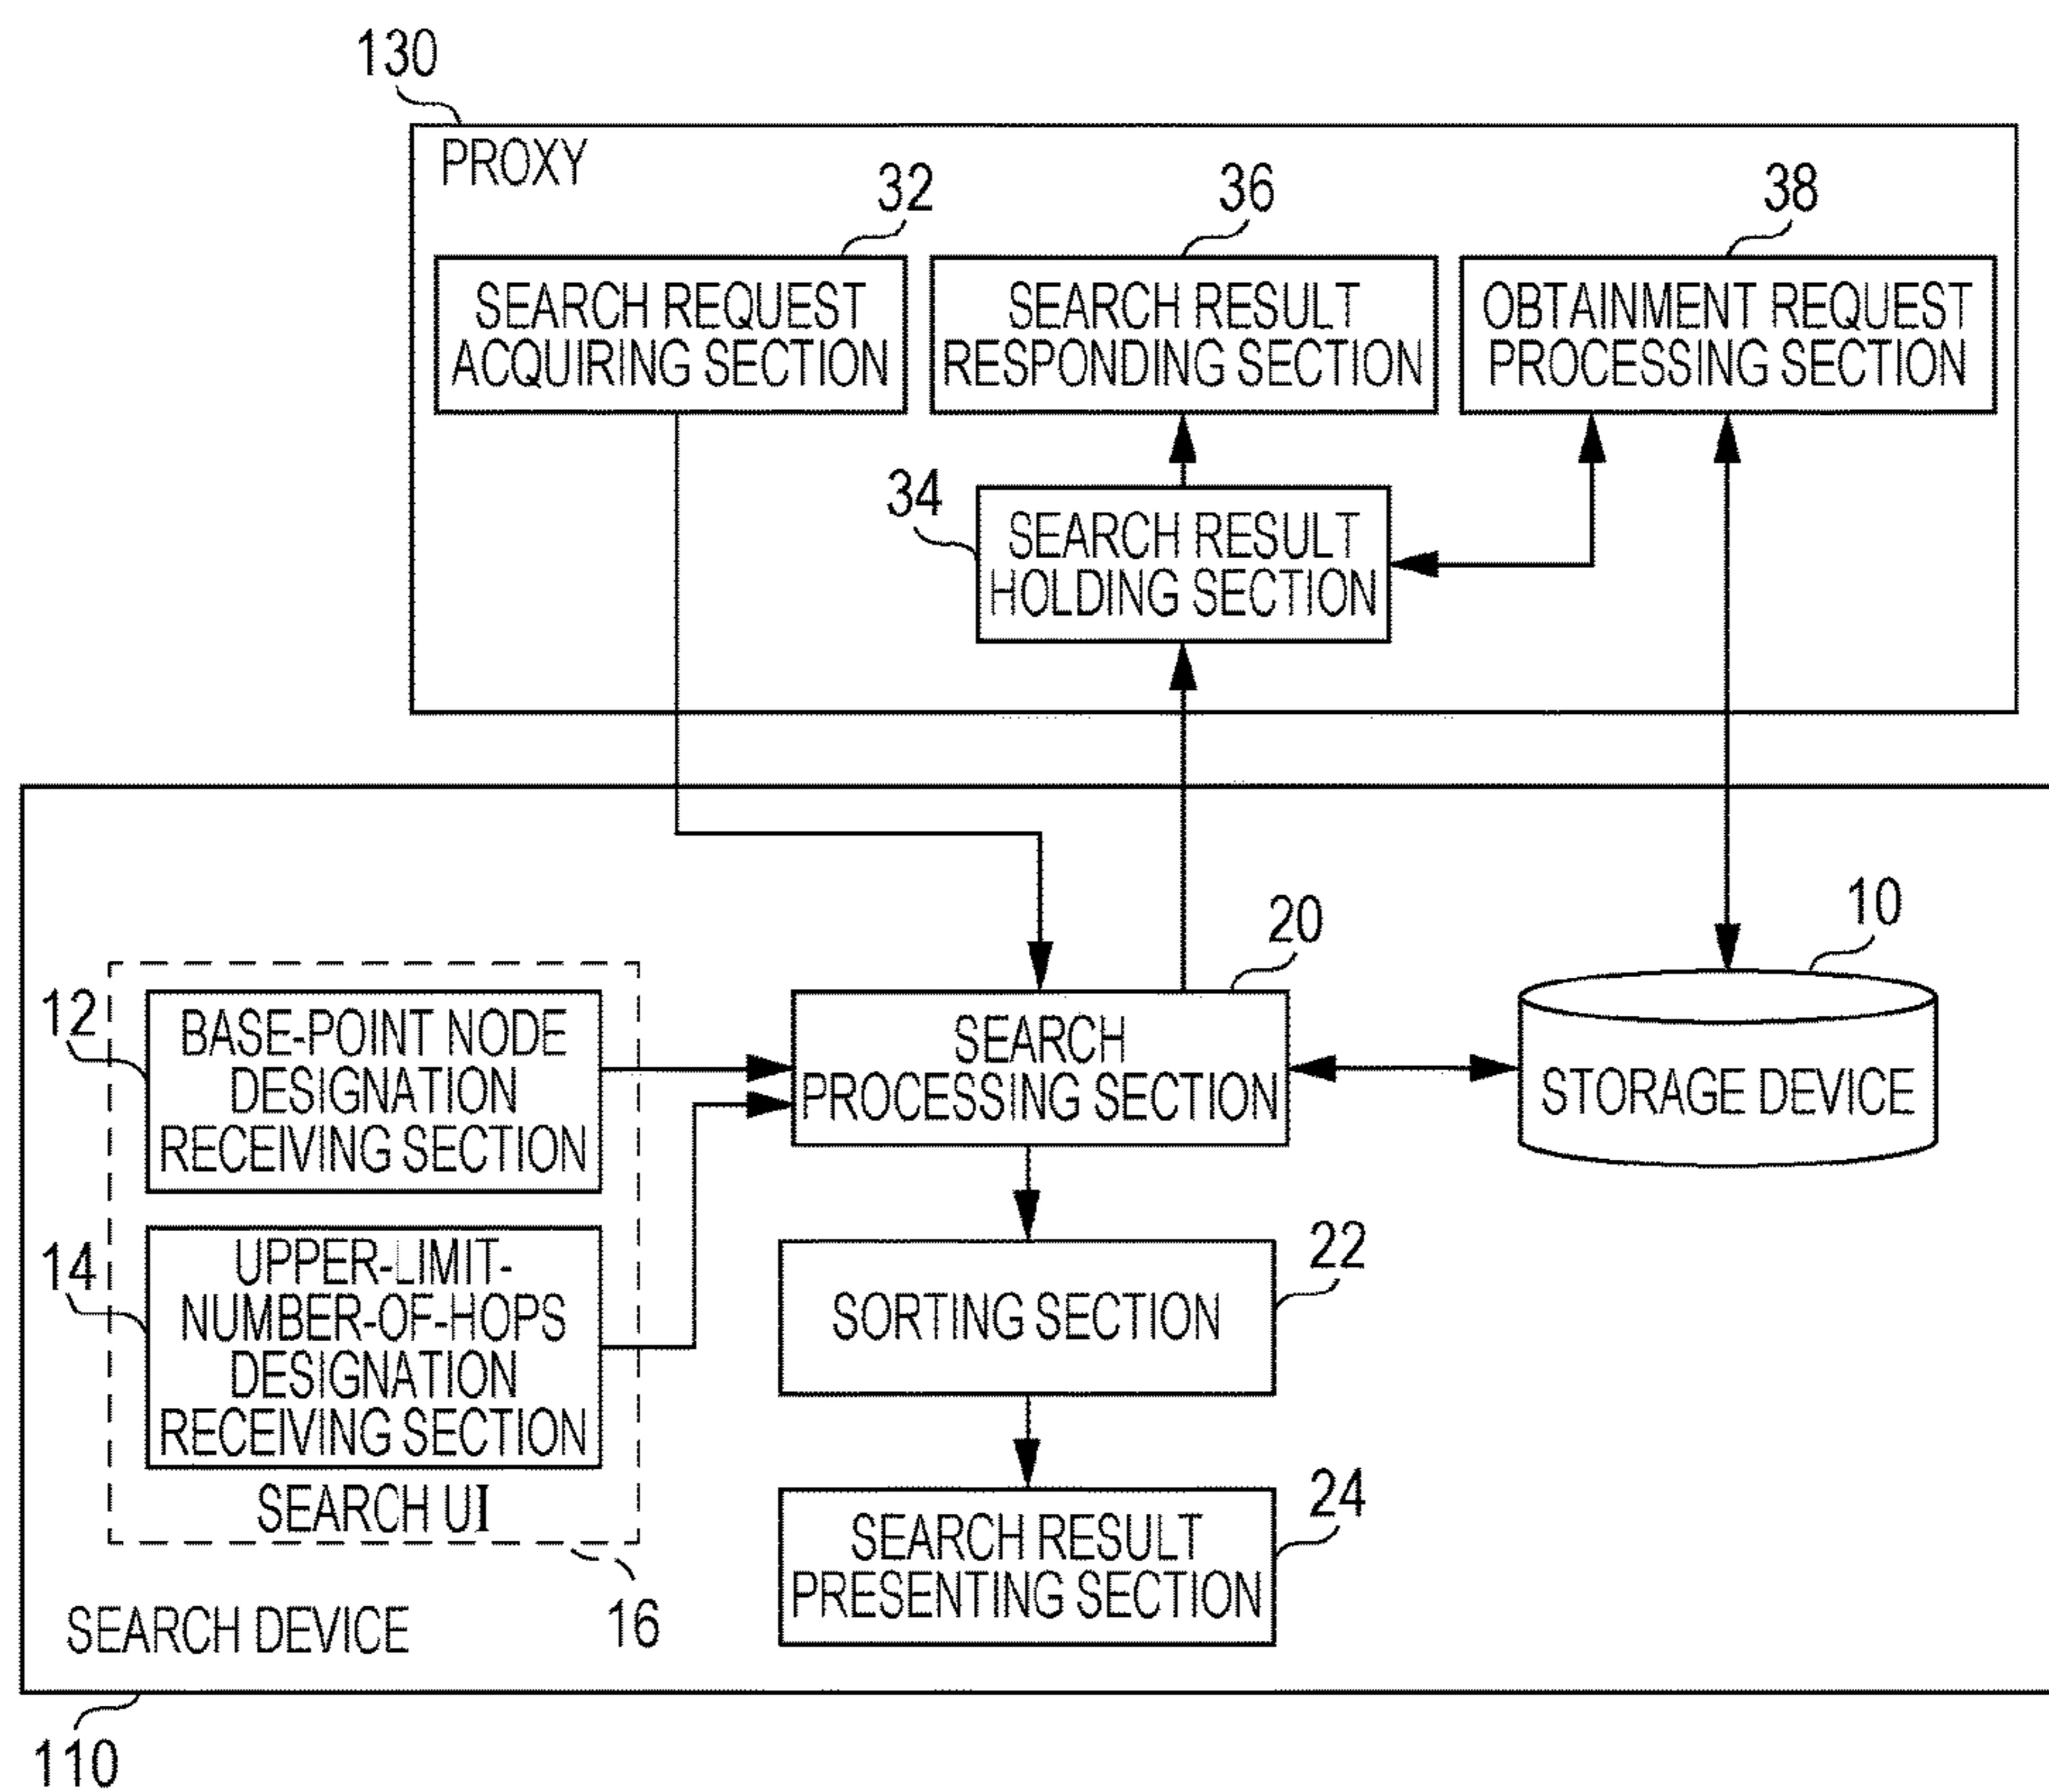 130
PROXY
32
36
38
SEARCH REQUEST
ACQUIRING SECTION
SEARCH RESULT
RESPONDING SECTION
OBTAINMENT REQUEST
PROCESSING SECTION
34
SEARCH RESULT
HOLDING SECTION
20
10
12
BASE-POINT NODE
DESIGNATION
RECEIVING SECTION
SEARCH
PROCESSING SECTION
STORAGE DEVICE
14
UPPER-LIMIT-
NUMBER-OF-HOPS
DESIGNATION
RECEIVING SECTION
SEARCH UI
16
22
SORTING SECTION
24
SEARCH RESULT
PRESENTING SECTION
SEARCH DEVICE
110